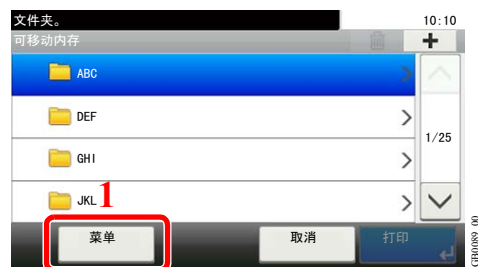 文件夹。 10:10
可移动内存
ABC
DEF
1/25
GHI
JKL 1
菜单 取消 打印
GB0089_00